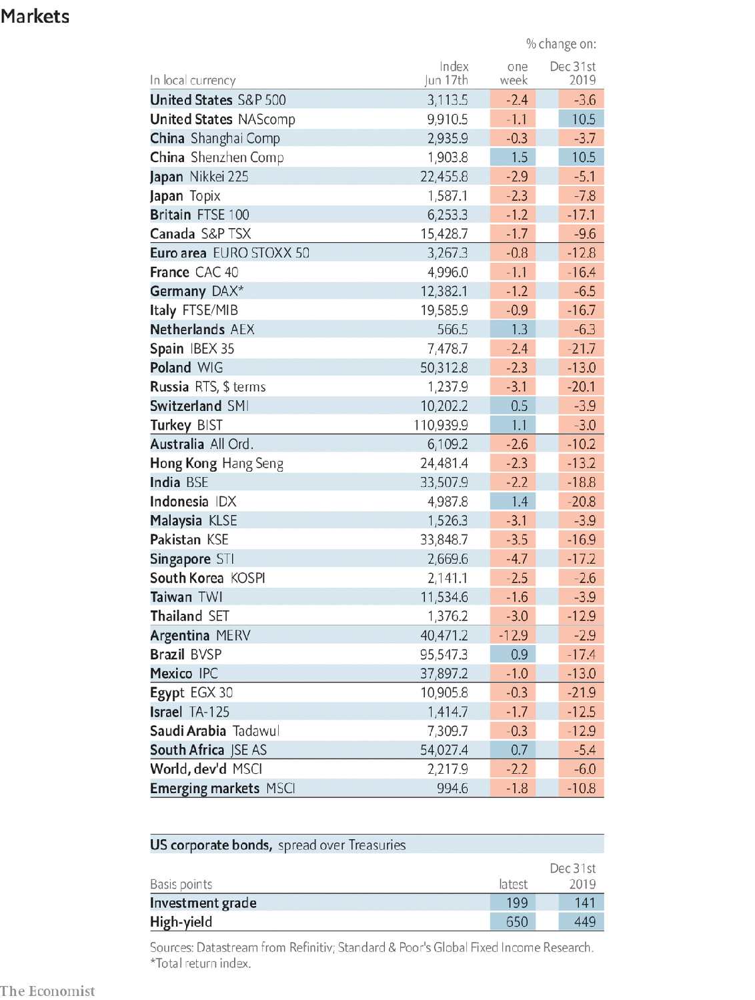 Markets
% change on:
Index one Dec 31st
In local currency Jun 17th week 2019
United States S&P 500 3,113.5 -2.4 -3.6
United States NAScomp 9,910.5 -1.1 10.5
China Shanghai Comp 2,935.9 -0.3 -3.7
China Shenzhen Comp 1,903.8 1.5 10.5
Japan Nikkei 225 22,455.8 -2.9 -5.1
Japan Topix 1,587.1 -2.3 -7.8
Britain FTSE 100 6,253.3 -1.2 -17.1
Canada S&P TSX 15,428.7 -1.7 -9.6
Euro area EURO STOXX 50 3,267.3 -0.8 -12.8
France CAC 40 4,996.0 -1.1 -16.4
Germany DAX* 12,382.1 -1.2 -6.5
Italy FTSE/MIB 19,585.9 -0.9 -16.7
Netherlands AEX 566.5 1.3 -6.3
Spain IBEX 35 7,478.7 -2.4 -21.7
Poland WIG 50,312.8 -2.3 -13.0
Russia RTS, $ terms 1,237.9 -3.1 -20.1
Switzerland SMI 10,202.2 0.5 -3.9
Turkey BIST 110,939.9 1.1 -3.0
Australia All Ord. 6,109.2 -2.6 -10.2
Hong Kong Hang Seng 24,481.4 -2.3 -13.2
India BSE 33,507.9 -2.2 -18.8
Indonesia IDX 4,987.8 1.4 -20.8
Malaysia KLSE 1,526.3 -3.1 -3.9
Pakistan KSE 33,848.7 -3.5 -16.9
Singapore STI 2,669.6 -4.7 -17.2
South Korea KOSPI 2,141.1 -2.5 -2.6
Taiwan TWI 11,534.6 -1.6 -3.9
Thailand SET 1,376.2 -3.0 -12.9
Argentina MERV 40,471.2 -12.9 -2.9
Brazil BVSP 95,547.3 0.9 -17.4
Mexico IPC 37,897.2 -1.0 -13.0
Egypt EGX 30 10,905.8 -0.3 -21.9
Israel TA-125 1,414.7 -1.7 -12.5
Saudi Arabia Tadawul 7,309.7 -0.3 -12.9
South Africa JSE AS 54,027.4 0.7 -5.4
World, dev'd MSCI 2,217.9 -2.2 -6.0
Emerging markets MSCI 994.6 -1.8 -10.8
US corporate bonds, spread over Treasuries
Dec 31st
Basis points latest 2019
Investment grade 199 141
High-yield 650 449
Sources: Datastream from Refinitiv; Standard & Poor's Global Fixed Income Research.
*Total return index.
The Economist